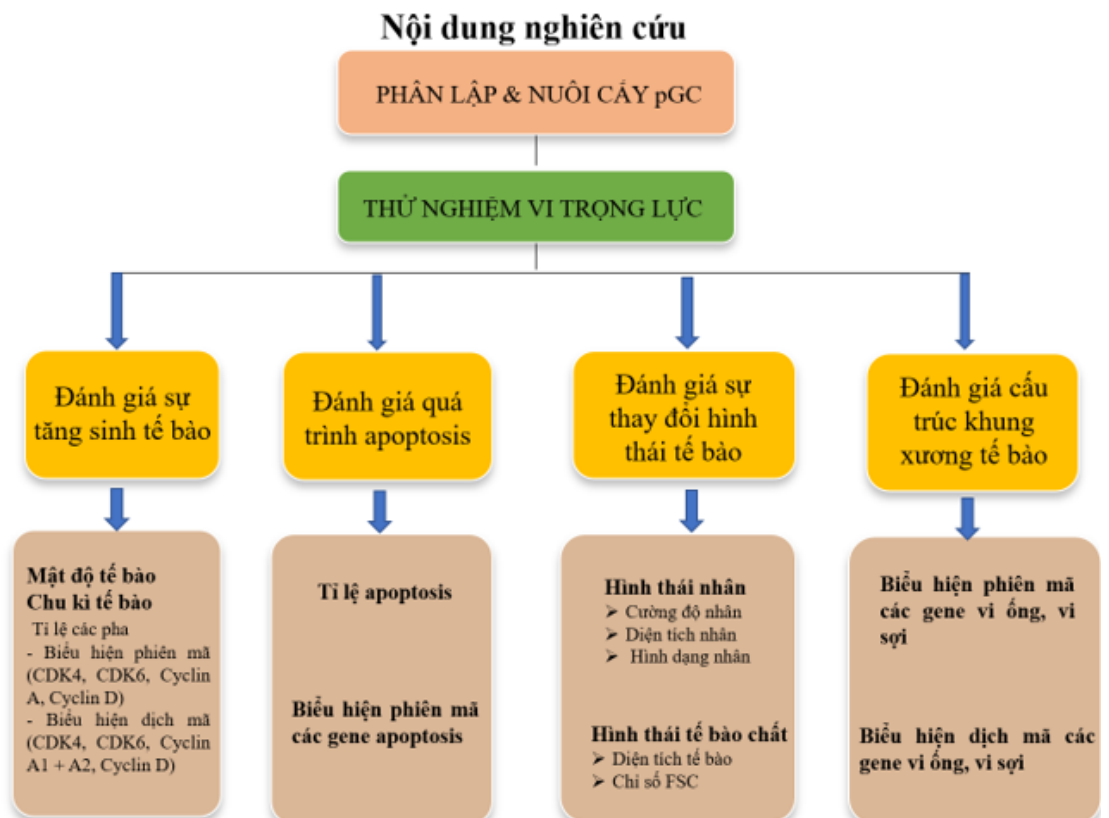 Nội dung nghiên cứu
PHÂN LẬP & NUÔI CẤY pGC
THỬ NGHIỆM VI TRỌNG LỰC
Đánh giá sự
tăng sinh tế bào
Đánh giá quá
trình apoptosis
Đánh giá sự
thay đổi hình
thái tế bào
Đánh giá cấu
trúc khung
xương tế bào
Mật độ tế bào
Chu kì tế bào
Tỉ lệ các pha
- Biểu hiện phiên mã
(CDK4, CDK6, Cyclin
A, Cyclin D)
- Biểu hiện dịch mã
(CDK4, CDK6, Cyclin
A1 + A2, Cyclin D)
Tỉ lệ apoptosis
Biểu hiện phiên mã
các gene apoptosis
Hình thái nhân
➢ Cường độ nhân
➢ Diện tích nhân
➢ Hình dạng nhân
Hình thái tế bào chất
➢ Diện tích tế bào
➢ Chỉ số FSC
Biểu hiện phiên mã
các gene vi ống, vi
sợi
Biểu hiện dịch mã các
gene vi ống, vi sợi